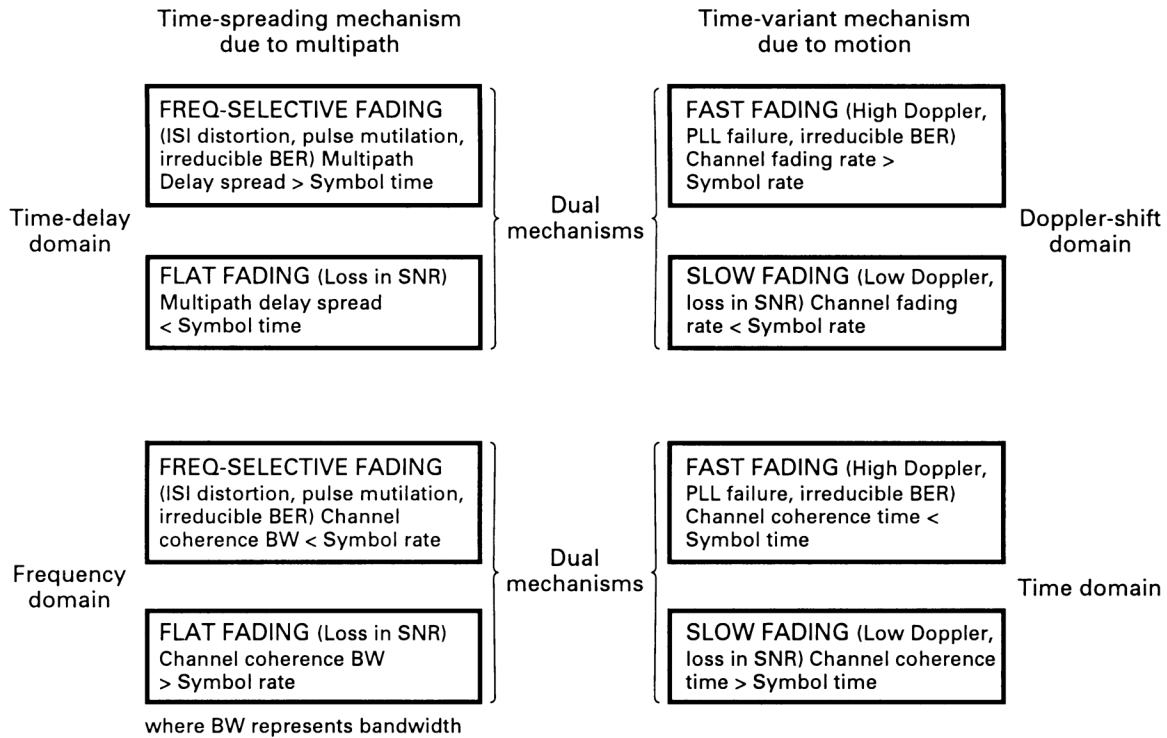 Time-spreading mechanism
due to multipath
Time-variant mechanism
due to motion
FREQ-SELECTIVE FADING
(ISI distortion, pulse mutilation,
irreducible BER) Multipath
Delay spread > Symbol time
FAST FADING (High Doppler,
PLL failure, irreducible BER)
Channel fading rate >
Symbol rate
Time-delay
domain
Dual
mechanisms
Doppler-shift
domain
FLAT FADING (Loss in SNR)
Multipath delay spread
< Symbol time
SLOW FADING (Low Doppler,
loss in SNR) Channel fading
rate < Symbol rate
FREQ-SELECTIVE FADING
(ISI distortion, pulse mutilation,
irreducible BER) Channel
coherence BW < Symbol rate
FAST FADING (High Doppler,
PLL failure, irreducible BER)
Channel coherence time <
Symbol time
Frequency
domain
Dual
mechanisms
Time domain
FLAT FADING (Loss in SNR)
Channel coherence BW
> Symbol rate
SLOW FADING (Low Doppler,
loss in SNR) Channel coherence
time > Symbol time
where BW represents bandwidth